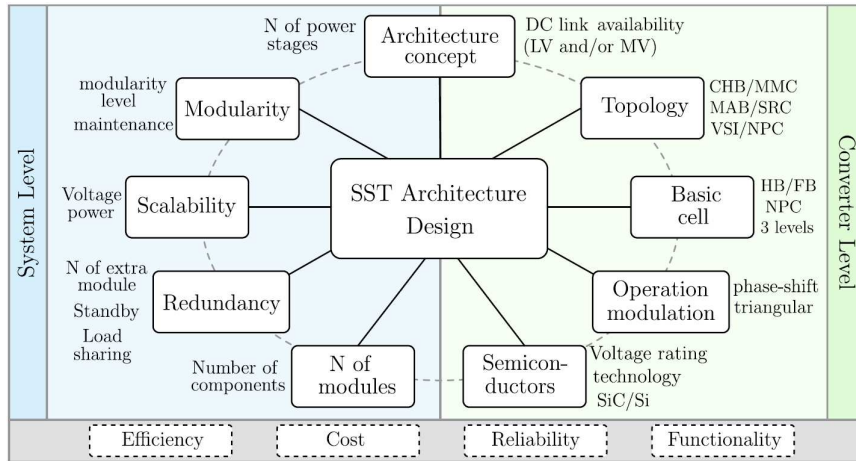 System Level
N of power
stages
Architecture
concept
DC link availability
(LV and/or MV)
modularity
level
maintenance
Modularity
Topology
CHB/MMC
MAB/SRC
VSI/NPC
Voltage
power
Scalability
SST Architecture
Design
Basic
cell
HB/FB
NPC
3 levels
N of extra
module
Standby
Load
sharing
Redundancy
Operation
modulation
phase-shift
triangular
Number of
components
N of
modules
Semicon-
ductors
Voltage rating
technology
SiC/Si
Converter Level
Efficiency
Cost
Reliability
Functionality